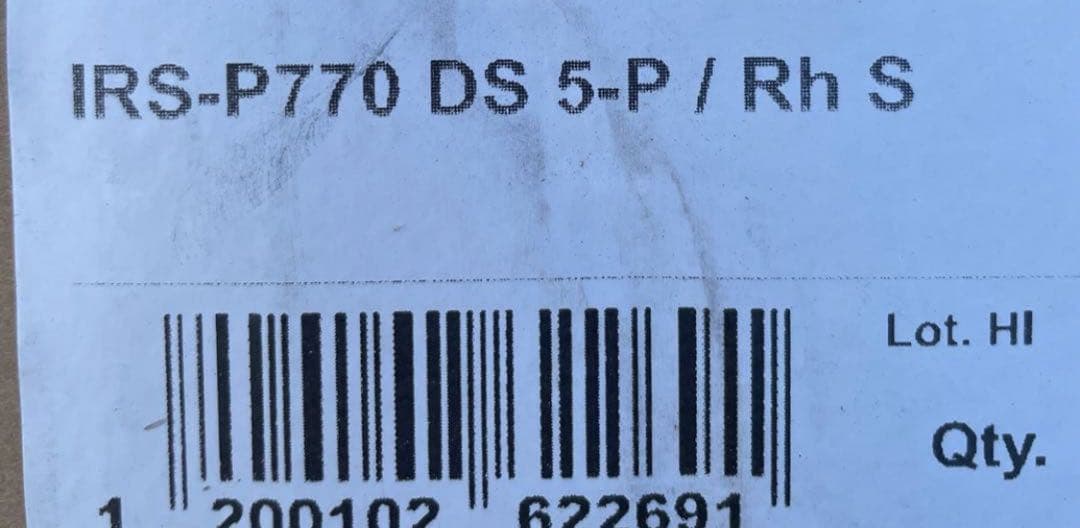 IRS-P770 DS 5-P / Rh S
Lot. HI
Qty.
1 200102 622691